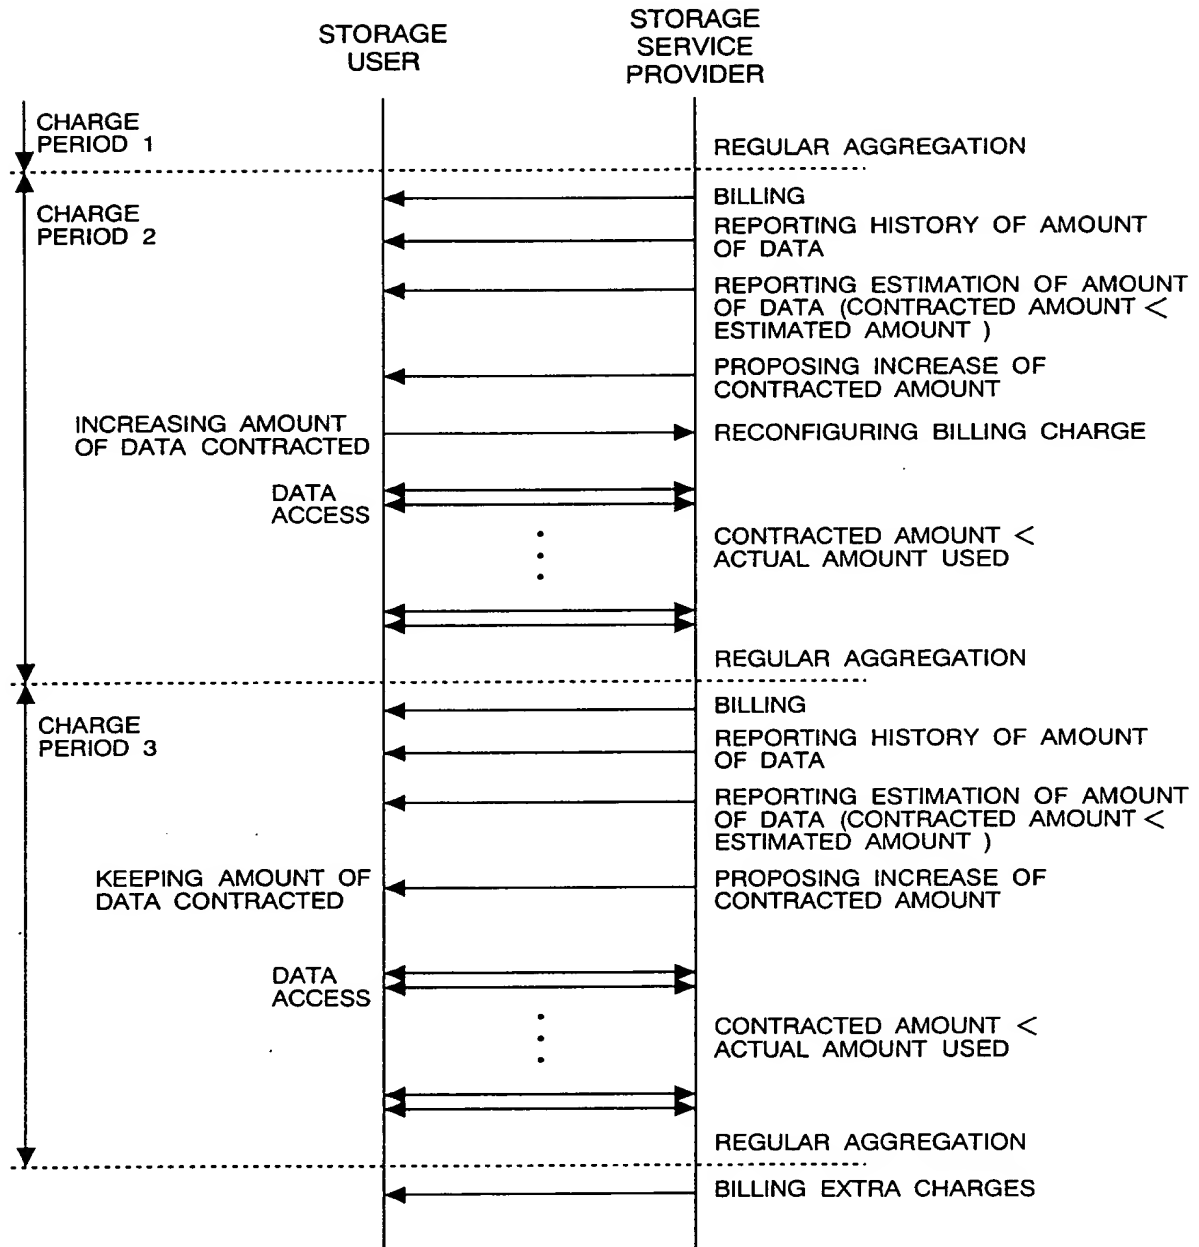 STORAGE
USER
STORAGE
SERVICE
PROVIDER
CHARGE
PERIOD 1
REGULAR AGGREGATION
CHARGE
PERIOD 2
BILLING
REPORTING HISTORY OF AMOUNT
OF DATA
REPORTING ESTIMATION OF AMOUNT
OF DATA (CONTRACTED AMOUNT <
ESTIMATED AMOUNT )
PROPOSING INCREASE OF
CONTRACTED AMOUNT
INCREASING AMOUNT
OF DATA CONTRACTED
RECONFIGURING BILLING CHARGE
DATA
ACCESS
CONTRACTED AMOUNT <
ACTUAL AMOUNT USED
REGULAR AGGREGATION
CHARGE
PERIOD 3
BILLING
REPORTING HISTORY OF AMOUNT
OF DATA
REPORTING ESTIMATION OF AMOUNT
OF DATA (CONTRACTED AMOUNT <
ESTIMATED AMOUNT )
KEEPING AMOUNT OF
DATA CONTRACTED
PROPOSING INCREASE OF
CONTRACTED AMOUNT
DATA
ACCESS
CONTRACTED AMOUNT <
ACTUAL AMOUNT USED
REGULAR AGGREGATION
BILLING EXTRA CHARGES